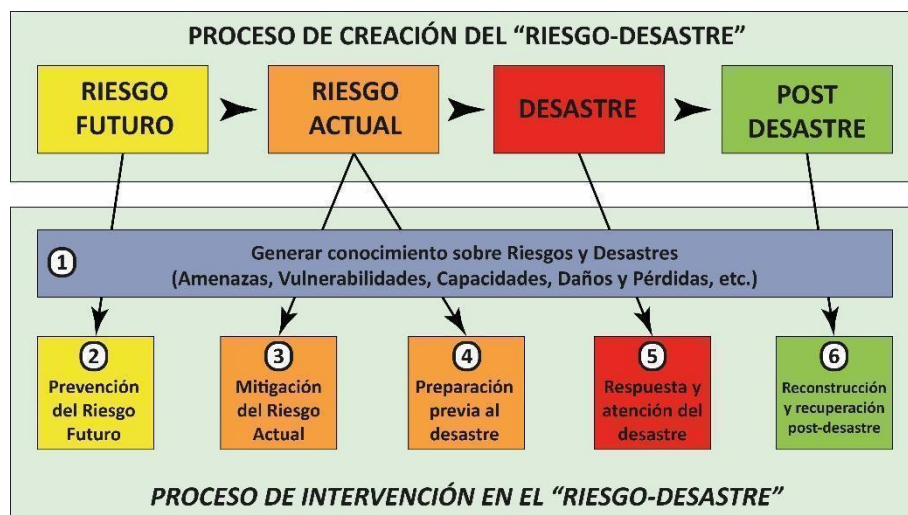 PROCESO DE CREACIÓN DEL “RIESGO-DESASTRE”
RIESGO
FUTURO
RIESGO
ACTUAL
DESASTRE
POST
DESASTRE
1
Generar conocimiento sobre Riesgos y Desastres
(Amenazas, Vulnerabilidades, Capacidades, Daños y Pérdidas, etc.)
2
Prevención
del Riesgo
Futuro
3
Mitigación
del Riesgo
Actual
4
Preparación
previa al
desastre
5
Respuesta y
atención del
desastre
6
Reconstrucción
y recuperación
post-desastre
PROCESO DE INTERVENCIÓN EN EL “RIESGO-DESASTRE”